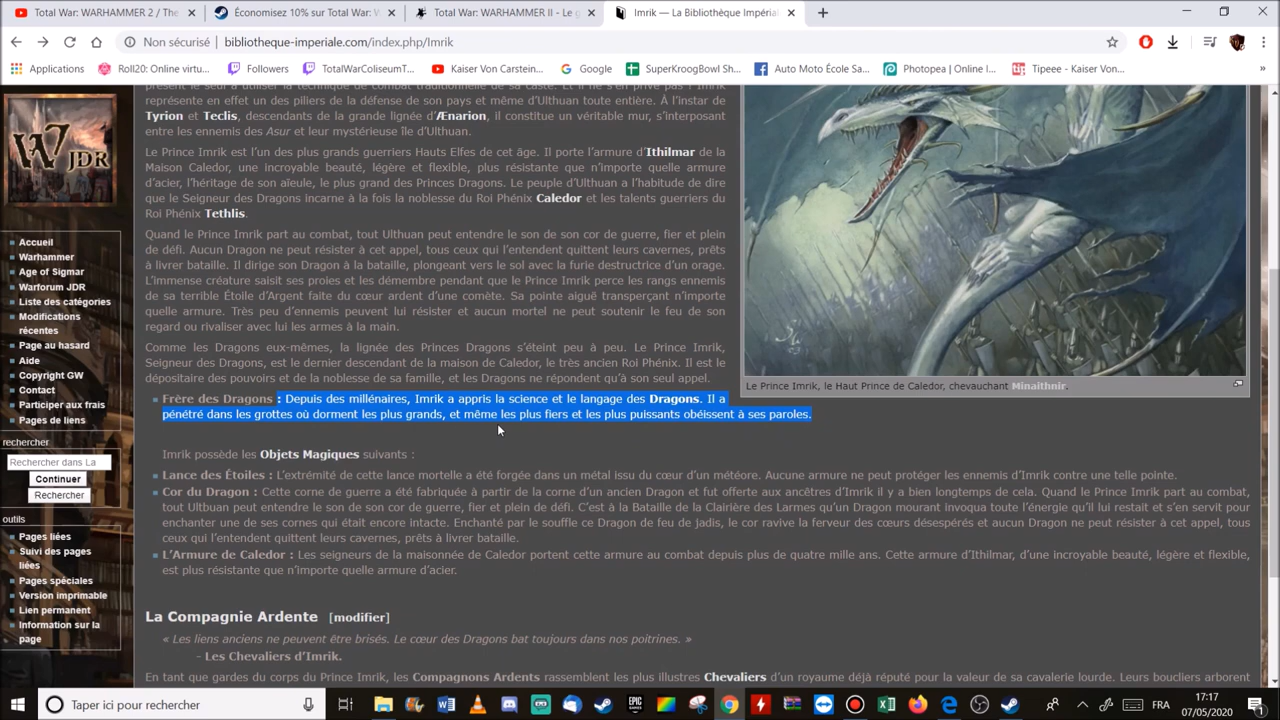 Total War: WARHAMMER 2 / The
Économisez 10% sur Total War: W
Total War: WARHAMMER II - Le g
Imrik — La Bibliothèque Impéria
Non sécurisé
bibliotheque-imperiale.com/index.php/Imrik
Applications
Roll20: Online virtu...
Followers
TotalWarColiseumT...
Kaiser Von Carstein...
Google
SuperKroogBowl Sh...
Auto Moto École Sa...
Photopea | Online I...
Tipeee - Kaiser Von...
»
présent le seul à utiliser la technique de combat traditionnelle de sa caste. Et il ne s'en prive pas ! Imrik
représente en effet un des piliers de la défense de son pays et même d'Ulthuan toute entière. À l'instar de
Tyrion et Teclis, descendants de la grande lignée d'Ænarion, il constitue un véritable mur, s'interposant
entre les ennemis des Asur et leur mystérieuse île d'Ulthuan.
Le Prince Imrik est l'un des plus grands guerriers Hauts Elfes de cet âge. Il porte l'armure d'Ithilmar de la
Maison Caledor, une incroyable beauté, légère et flexible, plus résistante que n'importe quelle armure
d'acier, l'héritage de son aïeule, le plus grand des Princes Dragons. Le peuple d'Ulthuan a l'habitude de dire
que le Seigneur des Dragons incarne à la fois la noblesse du Roi Phénix Caledor et les talents guerriers du
Roi Phénix Tethlis.
Quand le Prince Imrik part au combat, tout Ulthuan peut entendre le son de son cor de guerre, fier et plein
de défi. Aucun Dragon ne peut résister à cet appel, tous ceux qui l'entendent quittent leurs cavernes, prêts
à livrer bataille. Il dirige son Dragon à la bataille, plongeant vers le sol avec la furie destructrice d'un orage.
L'immense créature saisit ses proies et les démembre pendant que le Prince Imrik perce les rangs ennemis
de sa terrible Étoile d'Argent faite du cœur ardent d'une comète. Sa pointe aiguë transperçant n'importe
quelle armure. Très peu d'ennemis peuvent lui résister et aucun mortel ne peut soutenir le feu de son
regard ou rivaliser avec lui les armes à la main.
Comme les Dragons eux-mêmes, la lignée des Princes Dragons s'éteint peu à peu. Le Prince Imrik,
Seigneur des Dragons, est le dernier descendant de la maison de Caledor, le très ancien Roi Phénix. Il est le
dépositaire des pouvoirs et de la noblesse de sa famille, et les Dragons ne répondent qu'à son seul appel.
Le Prince Imrik, le Haut Prince de Caledor, chevauchant Minaithnir.
Frère des Dragons : Depuis des millénaires, Imrik a appris la science et le langage des Dragons. Il a
pénétré dans les grottes où dorment les plus grands, et même les plus fiers et les plus puissants obéissent à ses paroles.
Imrik possède les Objets Magiques suivants :
Lance des Étoiles : L'extrémité de cette lance mortelle a été forgée dans un métal issu du cœur d'un météore. Aucune armure ne peut protéger les ennemis d'Imrik contre une telle pointe.
Cor du Dragon : Cette corne de guerre a été fabriquée à partir de la corne d'un ancien Dragon et fut offerte aux ancêtres d'Imrik il y a bien longtemps de cela. Quand le Prince Imrik part au combat,
tout Ultbuan peut entendre le son de son cor de guerre, fier et plein de défi. C'est à la Bataille de la Clairière des Larmes qu'un Dragon mourant invoqua toute l'énergie qu'il lui restait et s'en servit pour
enchanter une de ses cornes qui était encore intacte. Enchanté par le souffle ce Dragon de feu de jadis, le cor ravive la ferveur des cœurs désespérés et aucun Dragon ne peut résister à cet appel, tous
ceux qui l'entendent quittent leurs cavernes, prêts à livrer bataille.
L'Armure de Caledor : Les seigneurs de la maisonnée de Caledor portent cette armure au combat depuis plus de quatre mille ans. Cette armure d'Ithilmar, d'une incroyable beauté, légère et flexible,
est plus résistante que n'importe quelle armure d'acier.
La Compagnie Ardente [modifier]
« Les liens anciens ne peuvent être brisés. Le cœur des Dragons bat toujours dans nos poitrines. »
– Les Chevaliers d'Imrik.
En tant que gardes du corps du Prince Imrik, les Compagnons Ardents rassemblent les plus illustres Chevaliers d'un royaume déjà réputé pour la valeur de sa cavalerie lourde. Leurs boucliers arborent
W JDR
Accueil
Warhammer
Age of Sigmar
Warforum JDR
Liste des catégories
Modifications
récentes
Page au hasard
Aide
Copyright GW
Contact
Participer aux frais
Pages de liens
rechercher
Rechercher dans La
Continuer
Rechercher
outils
Pages liées
Suivi des pages
liées
Pages spéciales
Version imprimable
Lien permanent
Information sur la
page
Taper ici pour rechercher
EPIC
GAMES
FRA
17:17
07/05/2020
1